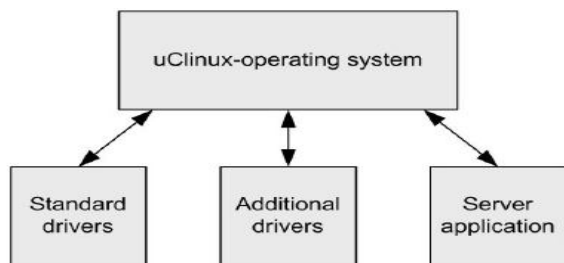 uClinux-operating system
Standard
drivers
Additional
drivers
Server
application